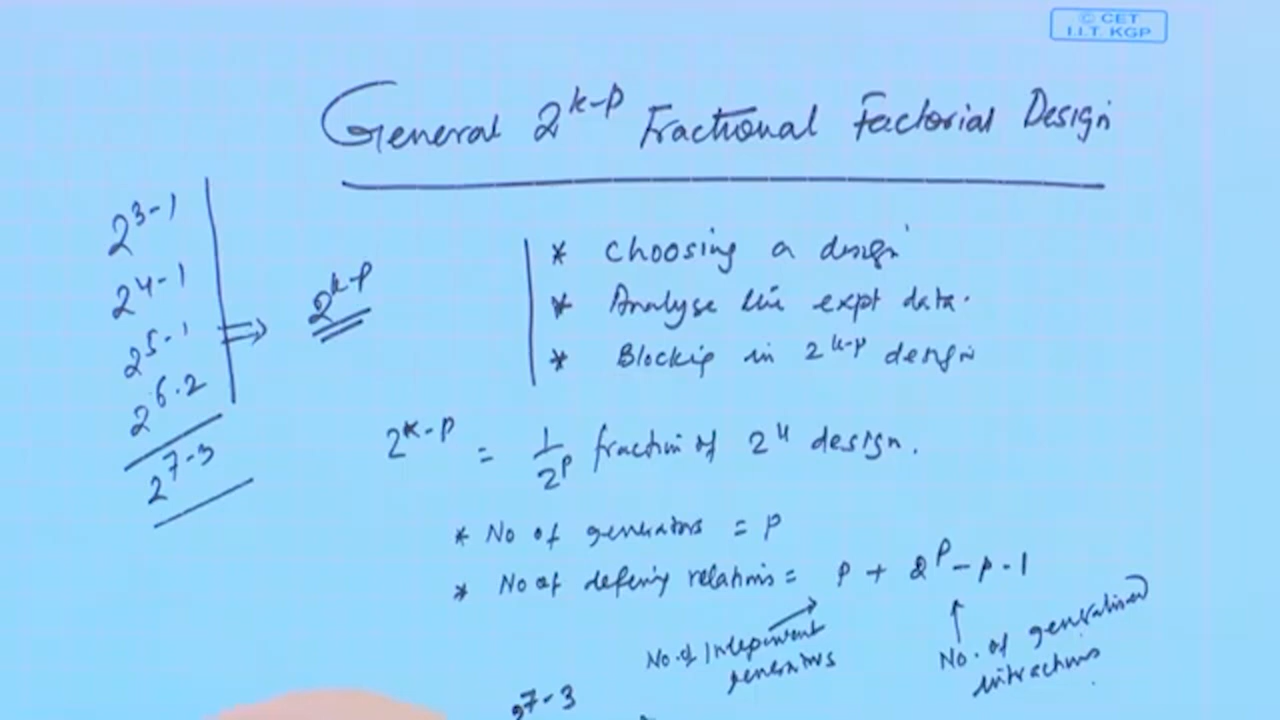 © CET
I.I.T. KGP
General 2^{k-p} Fractional Factorial Design
2^{3-1}
2^{4-1}
2^{5-1}
2^{6-2}
2^{7-3}
⇒ 2^{k-p}
* Choosing a design
* Analyse the expt data.
* Blocking in 2^{k-p} design
2^{k-p} = 1/2^p fraction of 2^k design.
* No of generators = p
* No of defining relations = p + 2^p - p - 1
No. of Independent generators
No. of generalised interactions
2^{7-3}